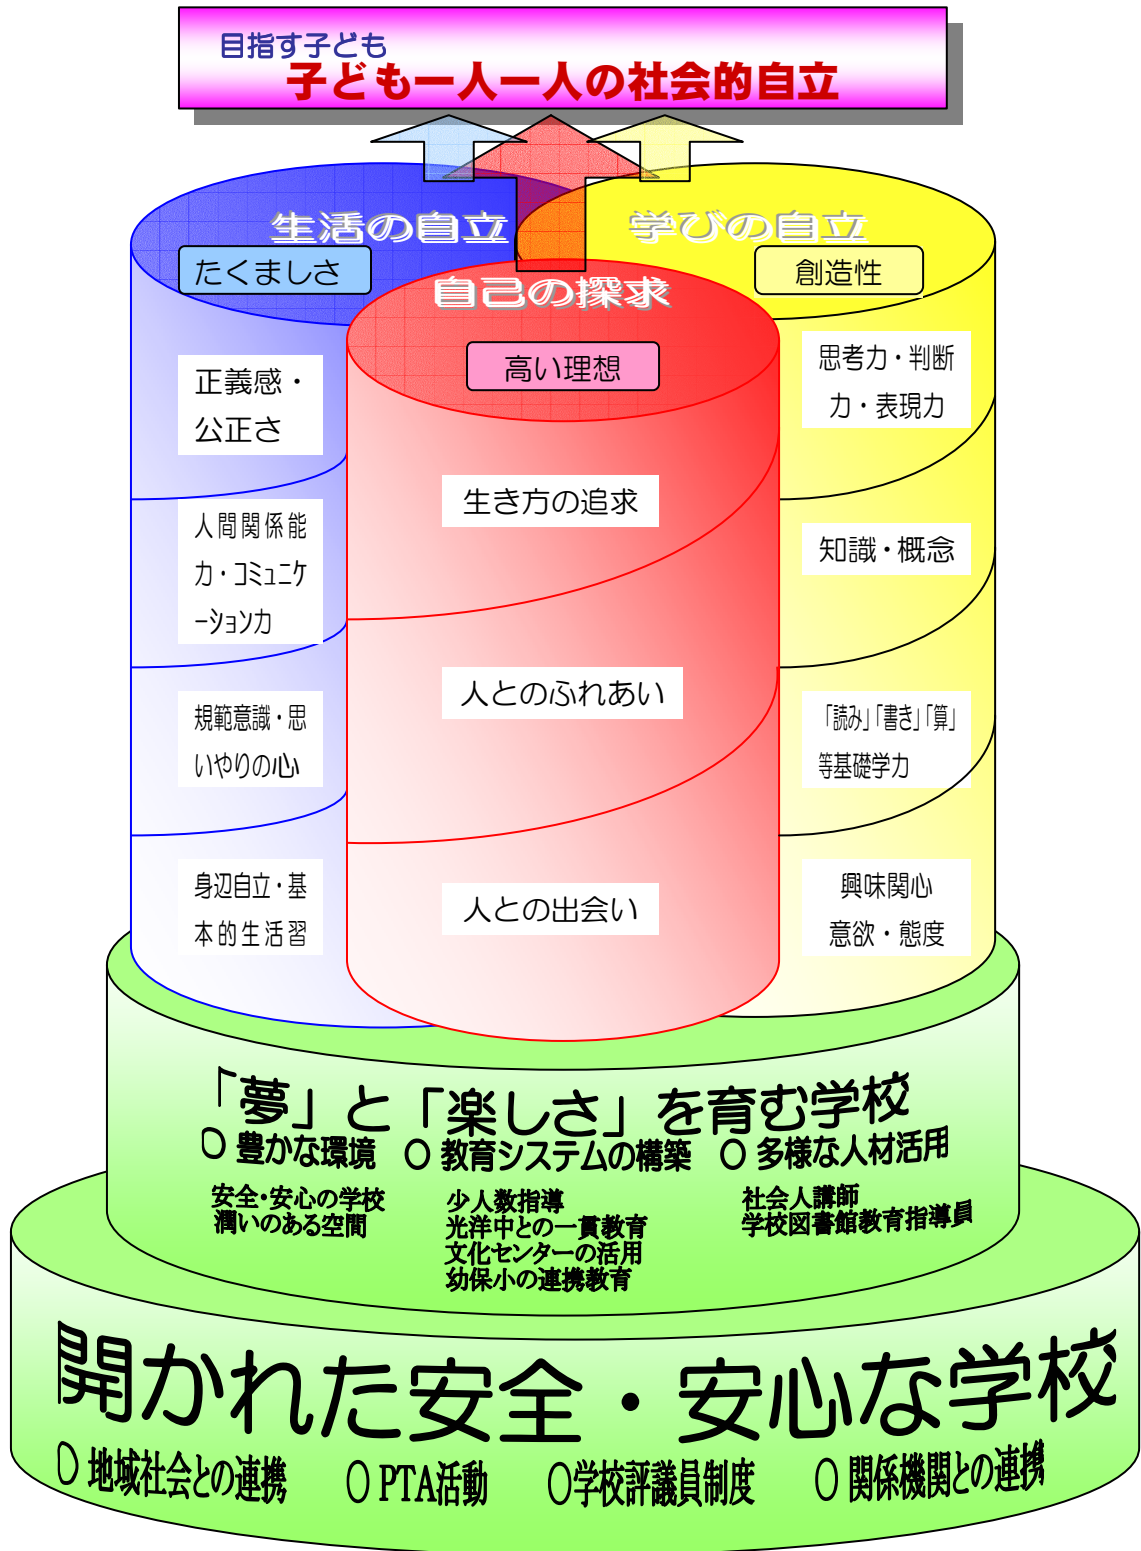 目指す子ども
子ども一人一人の社会的自立
生活の自立
学びの自立
たくましさ
創造性
自己の探求
高い理想
正義感・
公正さ
人間関係能
力・コミュニケ
ーション力
規範意識・思
いやりの心
身辺自立・基
本的生活習
生き方の追求
人とのふれあい
人との出会い
思考力・判断
力・表現力
知識・概念
「読み」「書き」「算」
等基礎学力
興味関心
意欲・態度
「夢」と「楽しさ」を育む学校
○ 豊かな環境 ○ 教育システムの構築 ○ 多様な人材活用
安全・安心の学校
潤いのある空間
少人数指導
光洋中との一貫教育
文化センターの活用
幼保小の連携教育
社会人講師
学校図書館教育指導員
開かれた安全・安心な学校
○ 地域社会との連携 ○ PTA活動 ○学校評議員制度 ○ 関係機関との連携